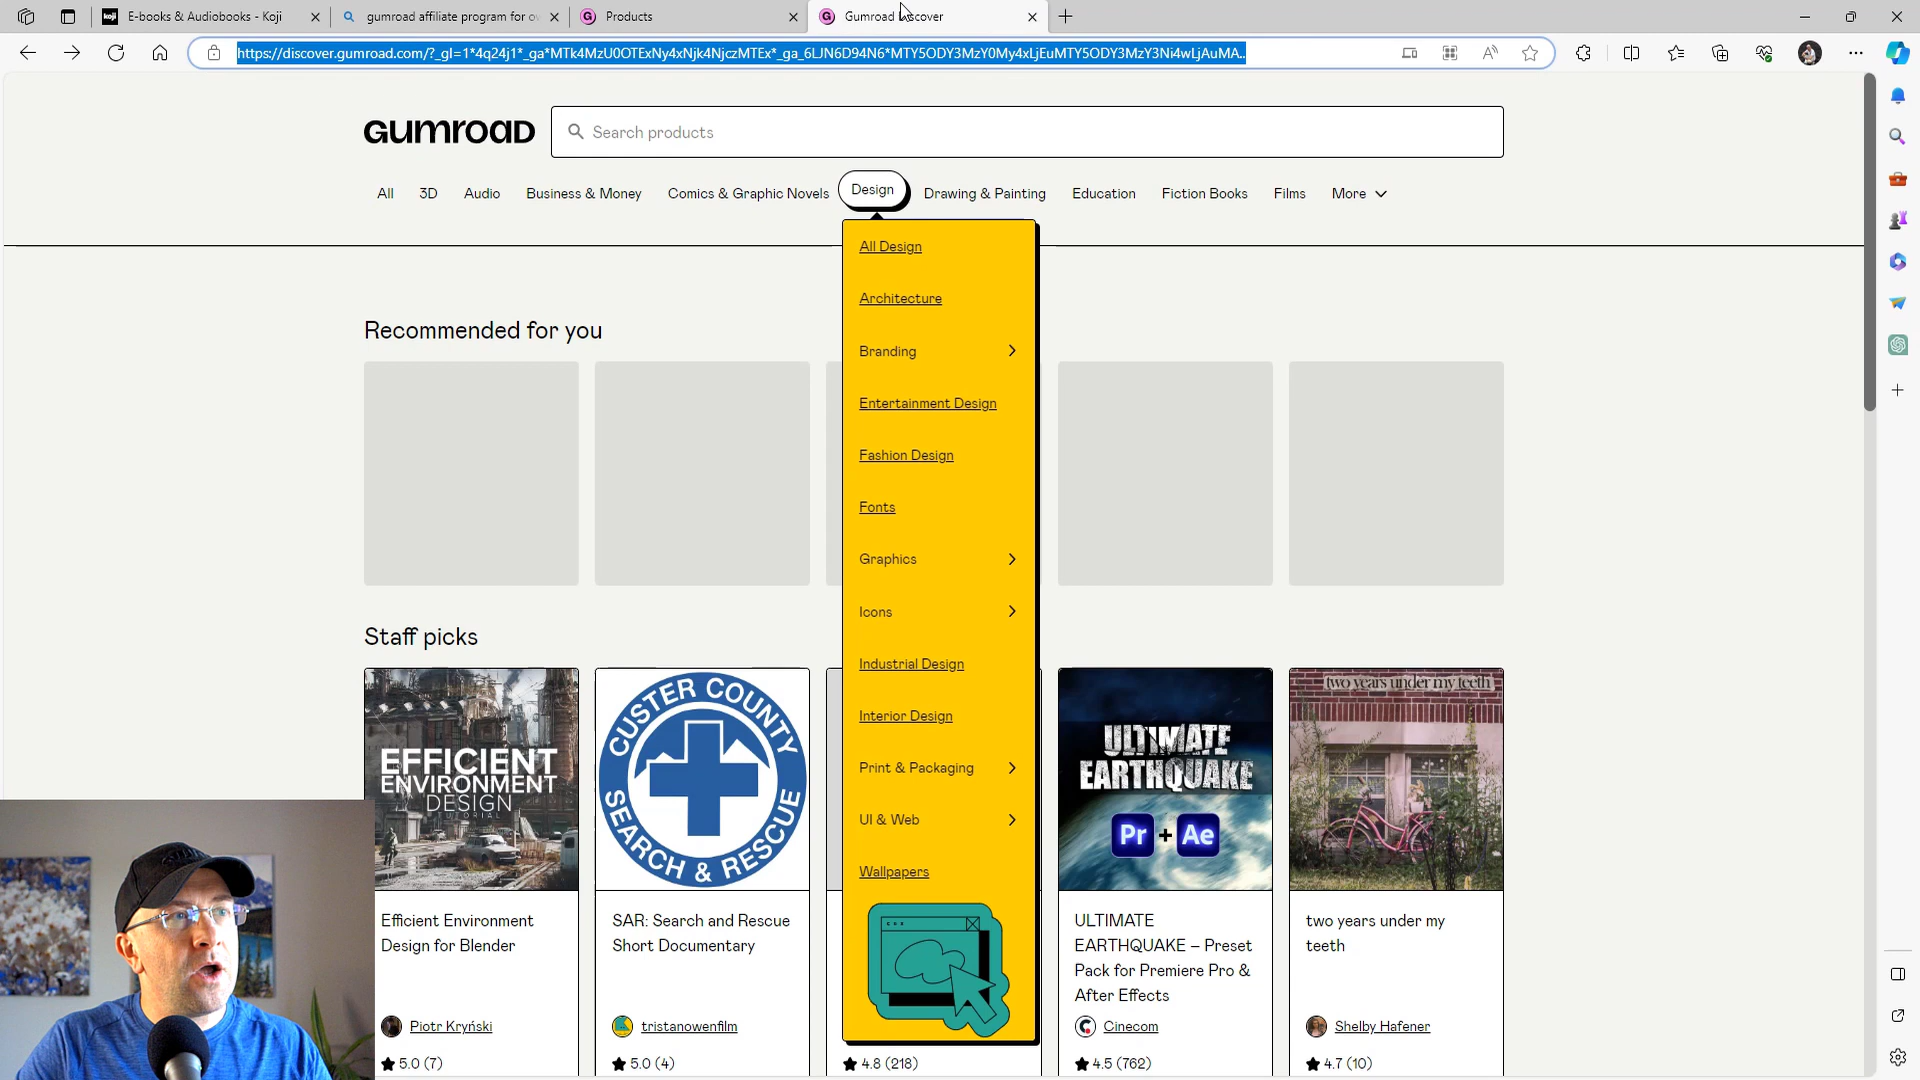 E-books & Audiobooks - Koji
gumroad affiliate program for ow
Products
Gumroad Discover
https://discover.gumroad.com/?_gl=1*4q24j1*_ga*MTk4MzU0OTExNy4xNjk4NjczMTEx*_ga_6LJN6D94N6*MTY5ODY3MzY0My4xLjEuMTY5ODY3MzY3Ni4wLjAuMA..
GUMROAD
Search products
All
3D
Audio
Business & Money
Comics & Graphic Novels
Design
Drawing & Painting
Education
Fiction Books
Films
More
All Design
Architecture
Branding
Entertainment Design
Fashion Design
Fonts
Graphics
Icons
Industrial Design
Interior Design
Print & Packaging
UI & Web
Wallpapers
Recommended for you
Staff picks
EFFICIENT
ENVIRONMENT
DESIGN
TUTORIAL
Efficient Environment
Design for Blender
Piotr Kryński
5.0 (7)
CUSTER COUNTY
SEARCH & RESCUE
SAR: Search and Rescue
Short Documentary
tristanowenfilm
5.0 (4)
4.8 (218)
ULTIMATE
EARTHQUAKE
Pr + Ae
ULTIMATE
EARTHQUAKE – Preset
Pack for Premiere Pro &
After Effects
Cinecom
4.5 (762)
two years under my teeth
two years under my
teeth
Shelby Hafener
4.7 (10)